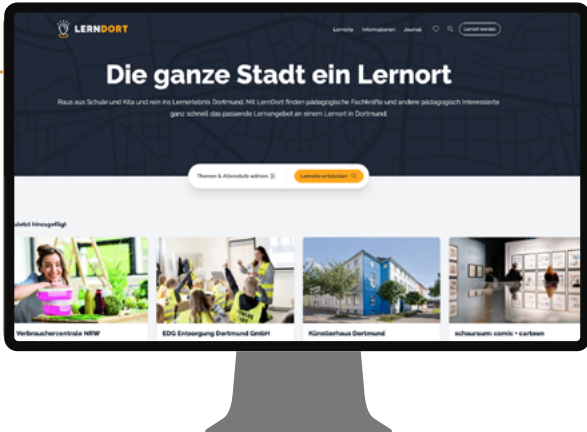 LERNDORT
Lernorte Informationen Journal Lernort werden
Die ganze Stadt ein Lernort
Raus aus Schule und Kita und rein ins Lernerlebnis Dortmund. Mit LernDort finden pädagogische Fachkräfte und andere pädagogisch Interessierte
ganz schnell das passende Lernangebot an einem Lernort in Dortmund.
Themen & Altersstufe wählen
Lernorte entdecken
uletzt hinzugefügt
Verbraucherzentrale NRW
EDG Entsorgung Dortmund GmbH
Künstlerhaus Dortmund
schauraum: comic + cartoon